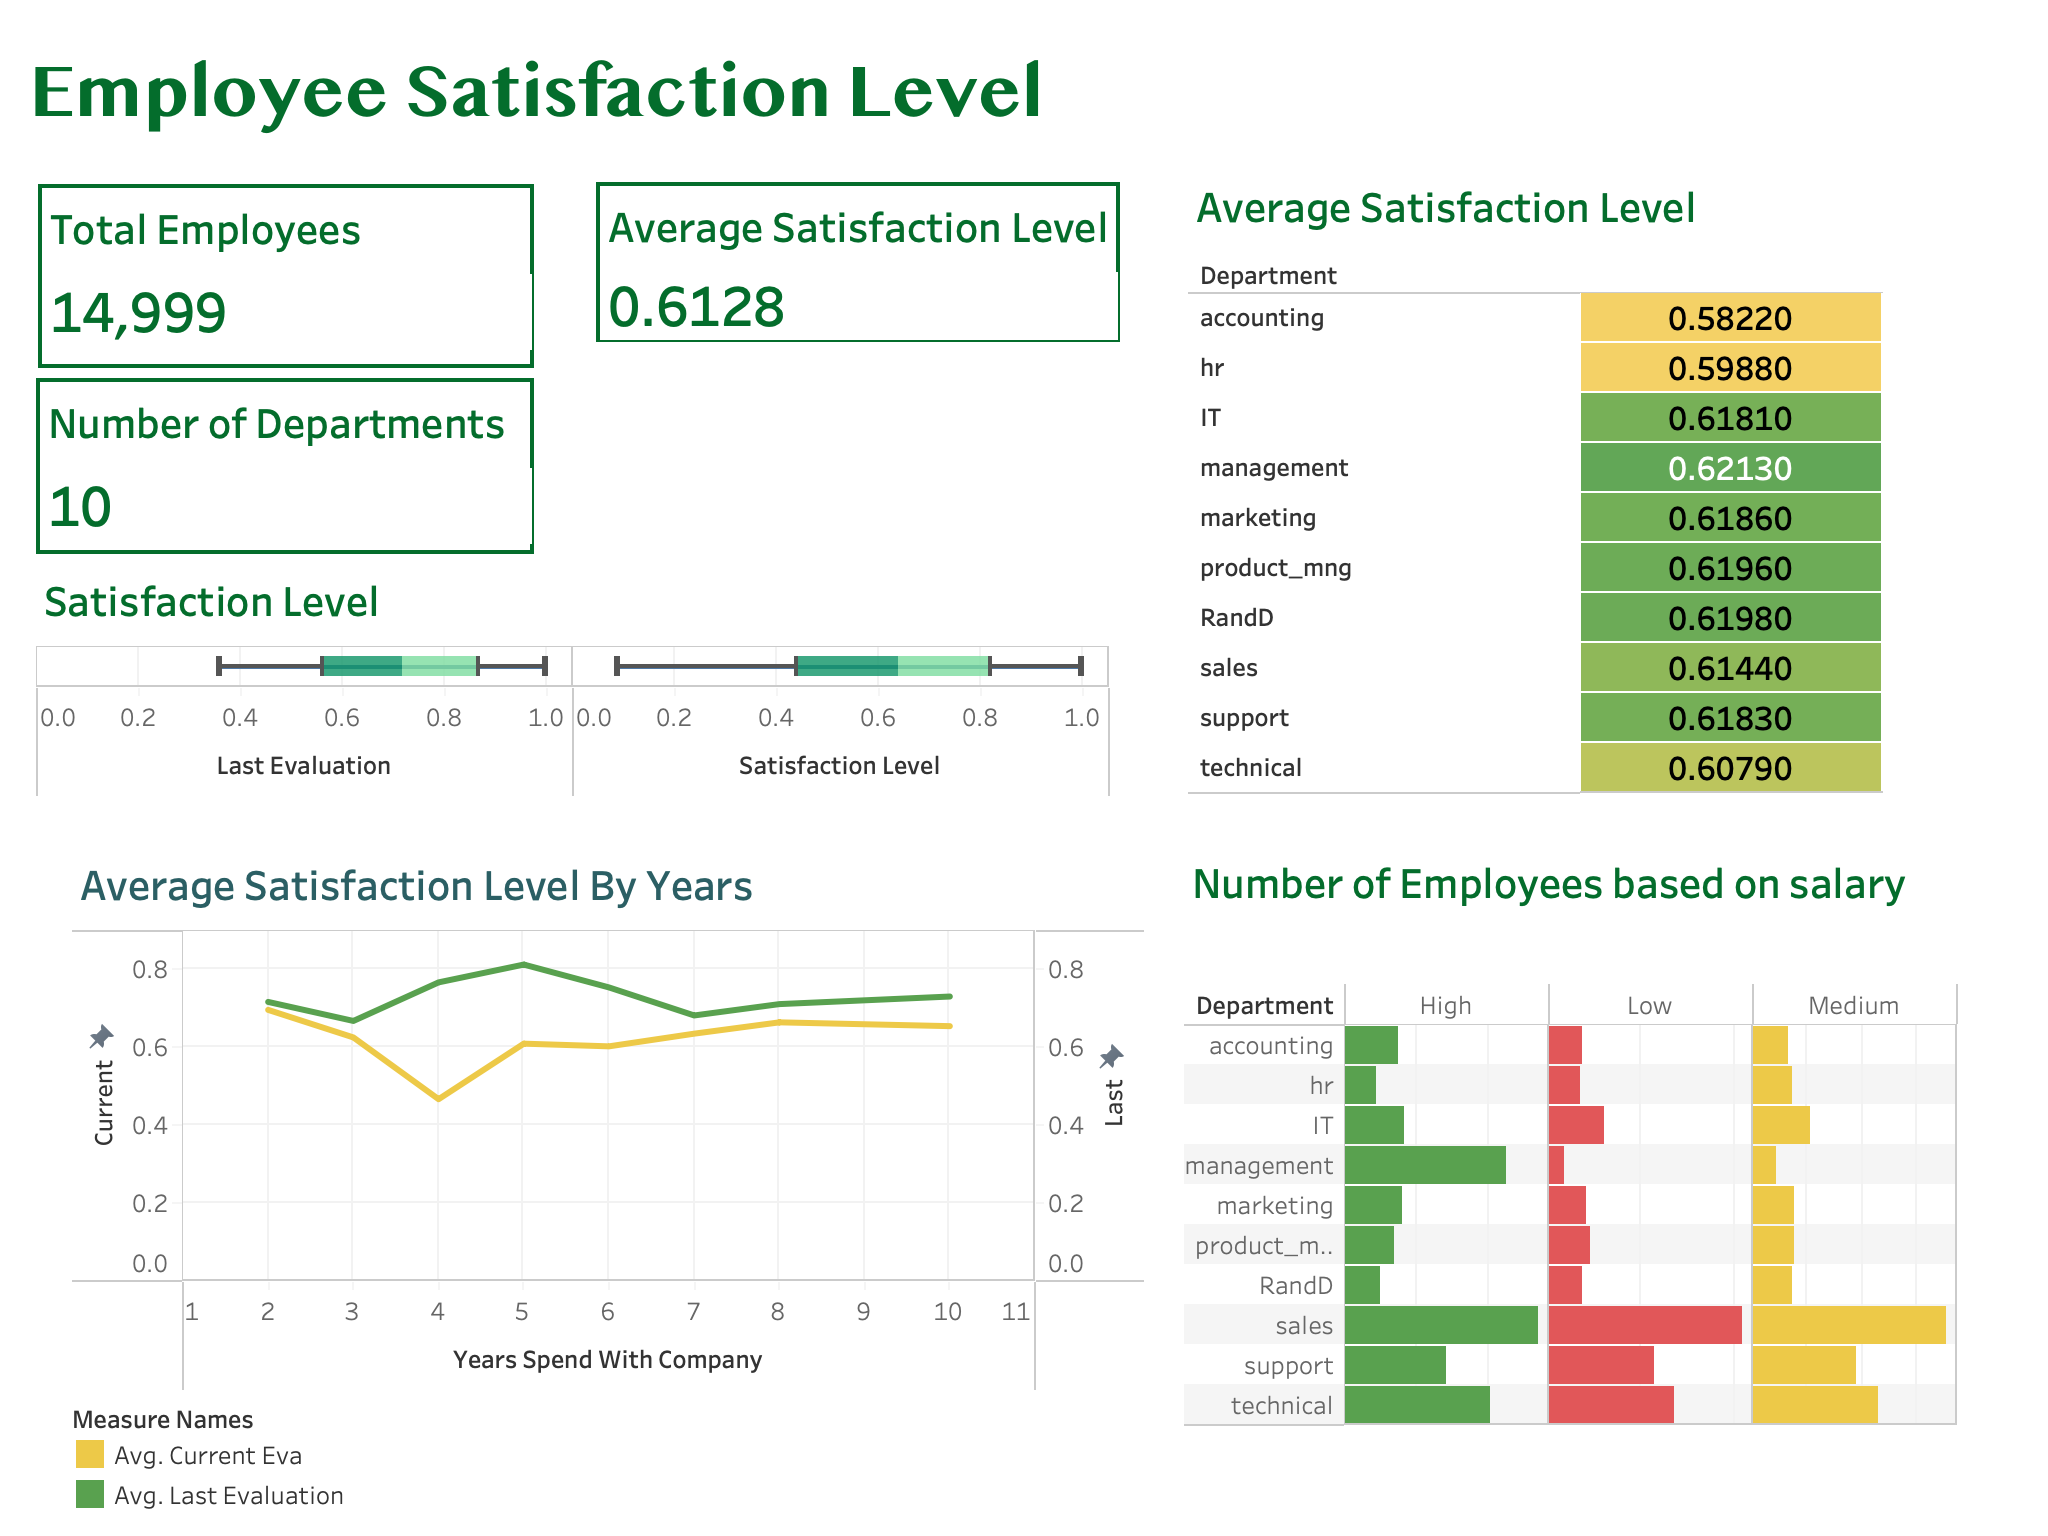 Employee Satisfaction Level
Total Employees
14,999
Average Satisfaction Level
0.6128
Number of Departments
10
Average Satisfaction Level
Department
accounting 0.58220
hr 0.59880
IT 0.61810
management 0.62130
marketing 0.61860
product_mng 0.61960
RandD 0.61980
sales 0.61440
support 0.61830
technical 0.60790
Satisfaction Level
0.0 0.2 0.4 0.6 0.8 1.0 0.0 0.2 0.4 0.6 0.8 1.0
Last Evaluation Satisfaction Level
Average Satisfaction Level By Years
Current
0.8
0.6
0.4
0.2
0.0
Last
0.8
0.6
0.4
0.2
0.0
1 2 3 4 5 6 7 8 9 10 11
Years Spend With Company
Measure Names
Avg. Current Eva
Avg. Last Evaluation
Number of Employees based on salary
Department High Low Medium
accounting
hr
IT
management
marketing
product_m..
RandD
sales
support
technical